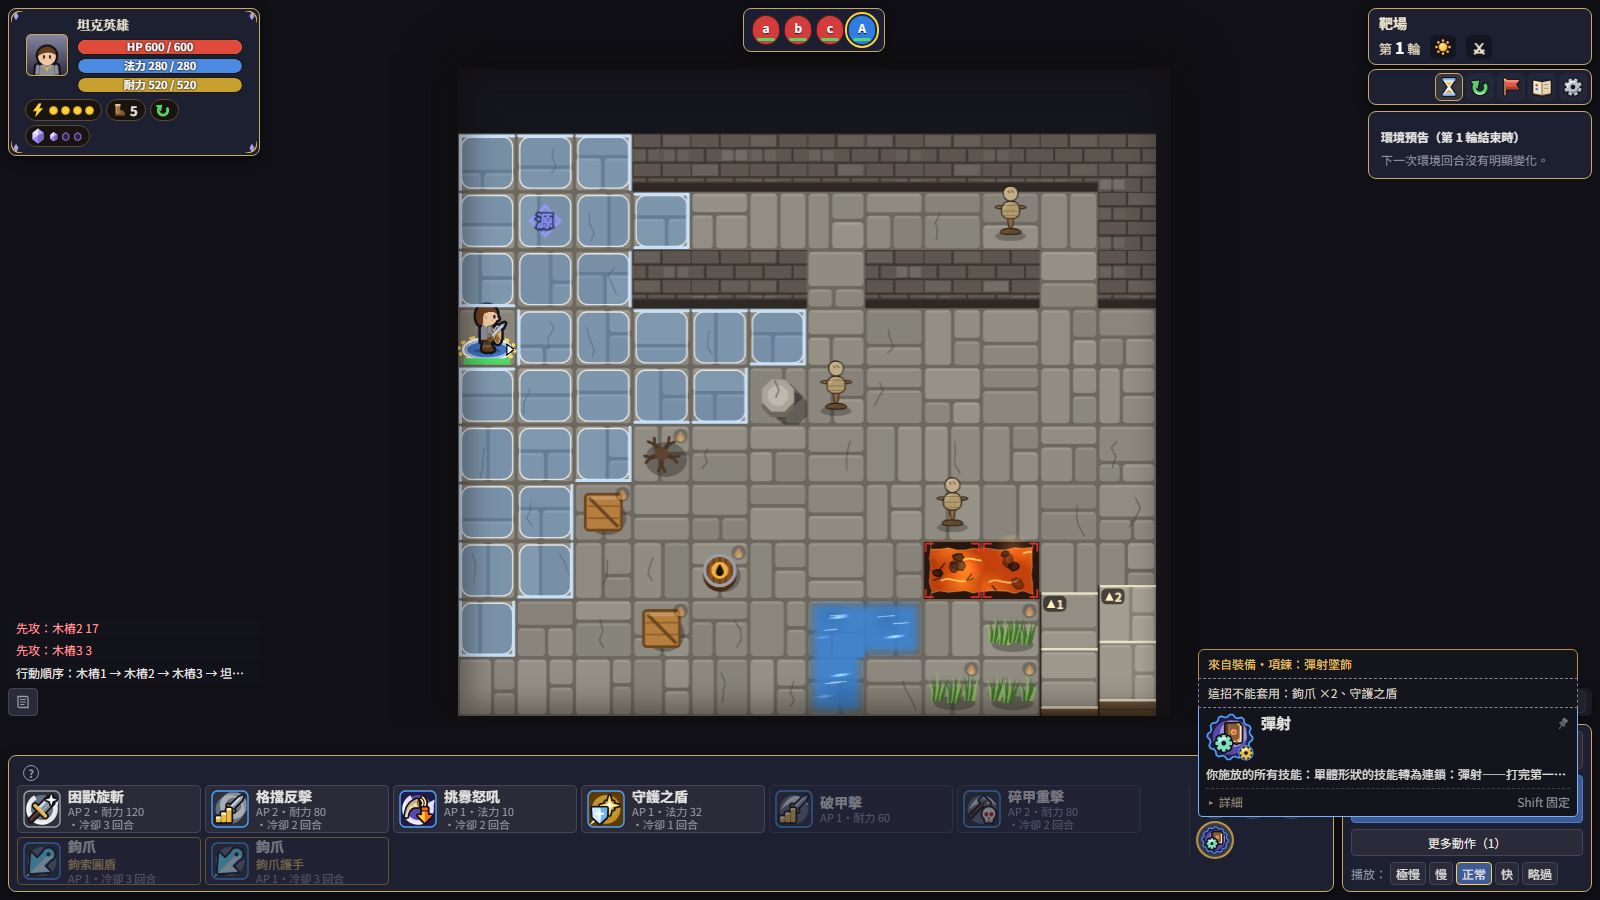 坦克英雄
HP 600 / 600
法力 280 / 280
耐力 520 / 520
5
a
b
c
A
靶場
第 1 輪
環境預告（第 1 輪結束時）
下一次環境回合沒有明顯變化。
源
▲1
▲2
先攻：木樁2 17
先攻：木樁3 3
行動順序：木樁1 → 木樁2 → 木樁3 → 坦…
?
困獸旋斬
AP 2・耐力 120
・冷卻 3 回合
格擋反擊
AP 2・耐力 80
・冷卻 2 回合
挑釁怒吼
AP 1・法力 10
・冷卻 2 回合
守護之盾
AP 1・法力 32
・冷卻 1 回合
破甲擊
AP 1・耐力 60
碎甲重擊
AP 2・耐力 80
・冷卻 2 回合
鉤爪
鉤索圓盾
AP 1・冷卻 3 回合
鉤爪
鉤爪護手
AP 1・冷卻 3 回合
來自裝備・項鍊：彈射墜飾
這招不能套用：鉤爪 ×2、守護之盾
彈射
你施放的所有技能：單體形狀的技能轉為連鎖：彈射——打完第一…
▸ 詳細
Shift 固定
更多動作（1）
播放：
極慢
慢
正常
快
略過